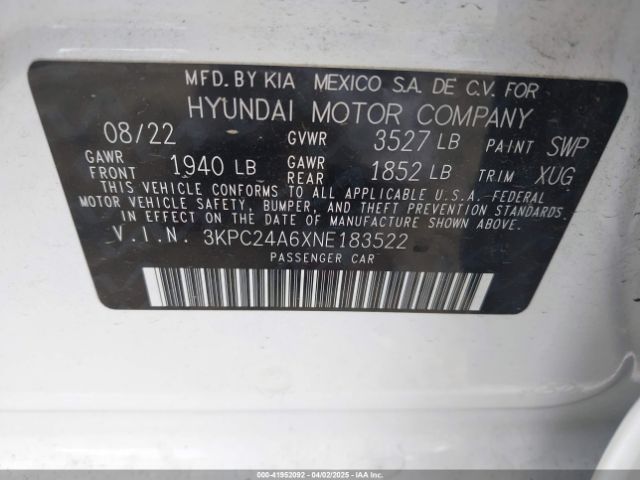 MFD. BY KIA MEXICO S.A. DE C.V. FOR
HYUNDAI MOTOR COMPANY
08/22 GVWR 3527 LB PAINT SWP
GAWR FRONT 1940 LB GAWR REAR 1852 LB TRIM XUG
THIS VEHICLE CONFORMS TO ALL APPLICABLE U.S.A. FEDERAL
MOTOR VEHICLE SAFETY, BUMPER, AND THEFT PREVENTION STANDARDS
IN EFFECT ON THE DATE OF MANUFACTURE SHOWN ABOVE.
V.I.N. 3KPC24A6XNE183522
PASSENGER CAR
000-41952092 04/02/2025 IAA Inc.